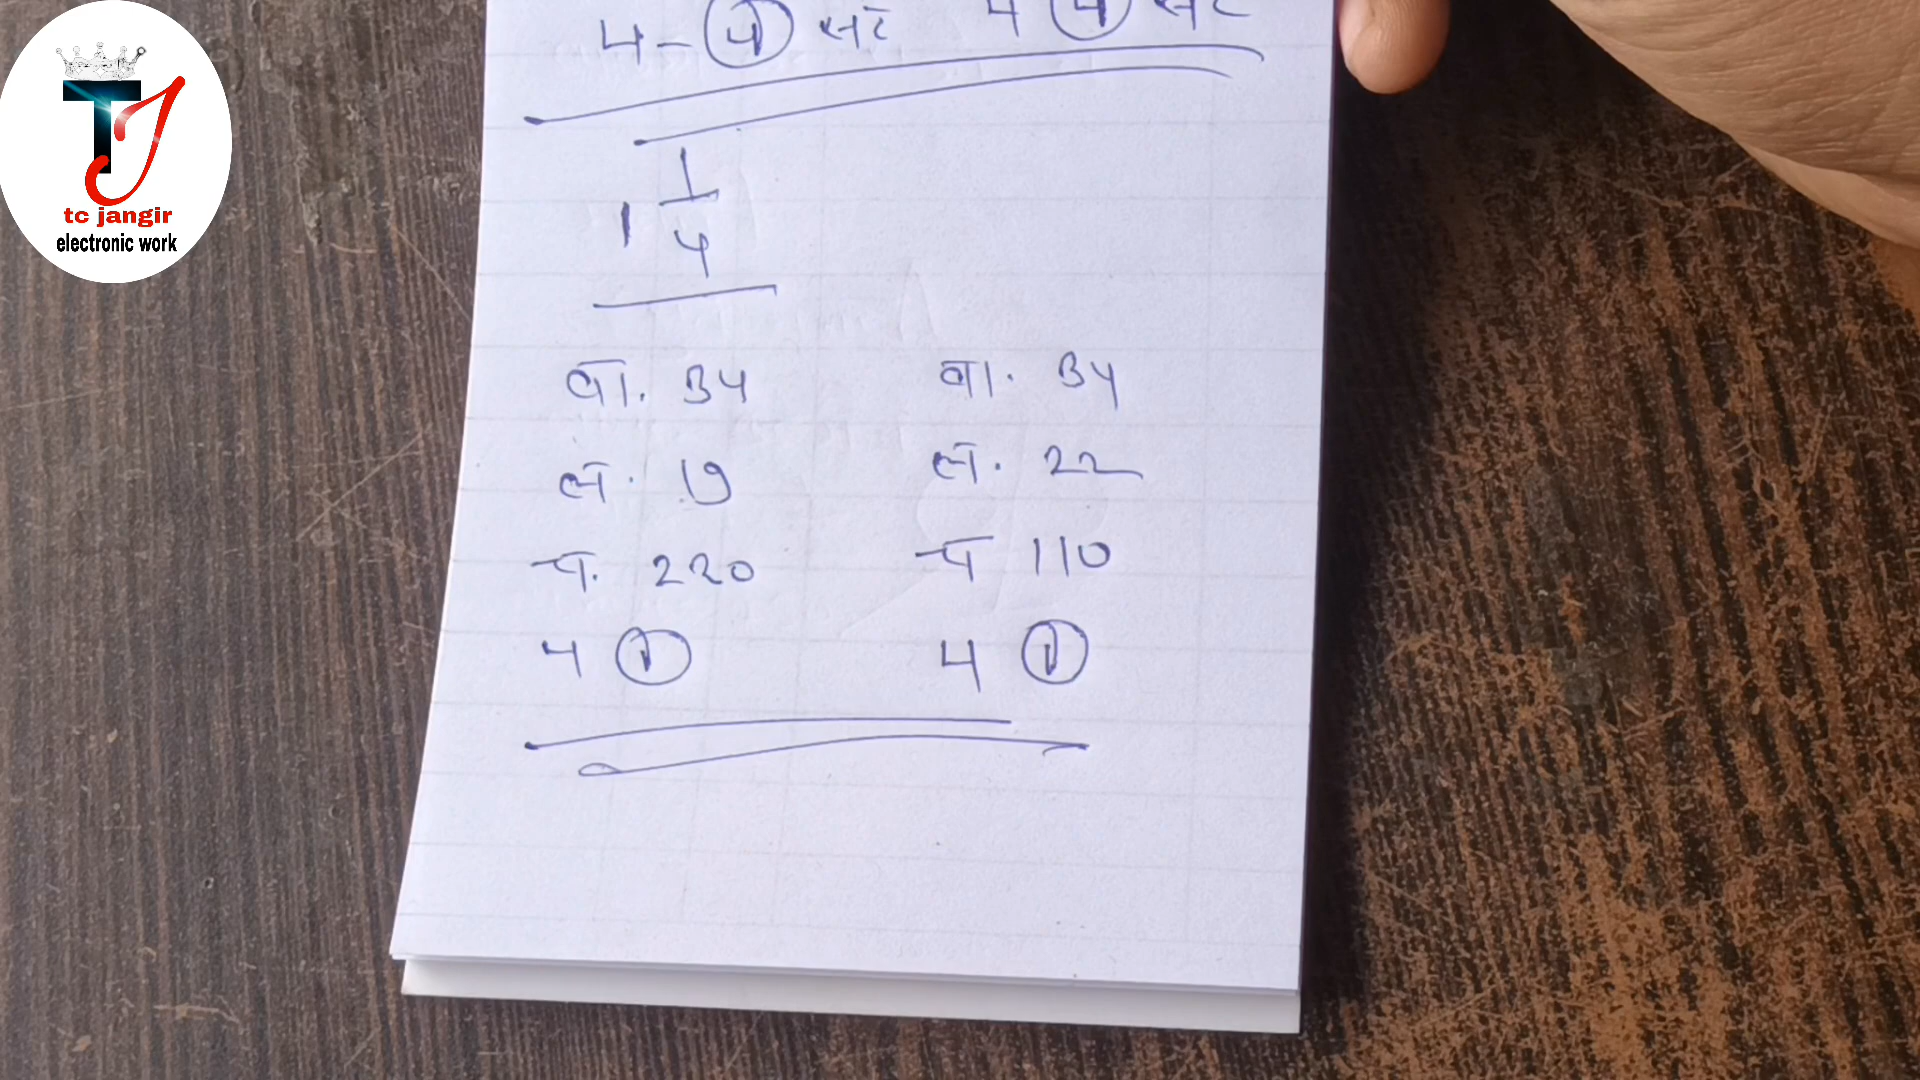 4 - 4 सेट 4 4 सेट
TJ
tc jangir
electronic work
1 1/4
वा. 34 वा. 34
लं. 19 लं. 22
प. 220 प 110
4 1 4 1